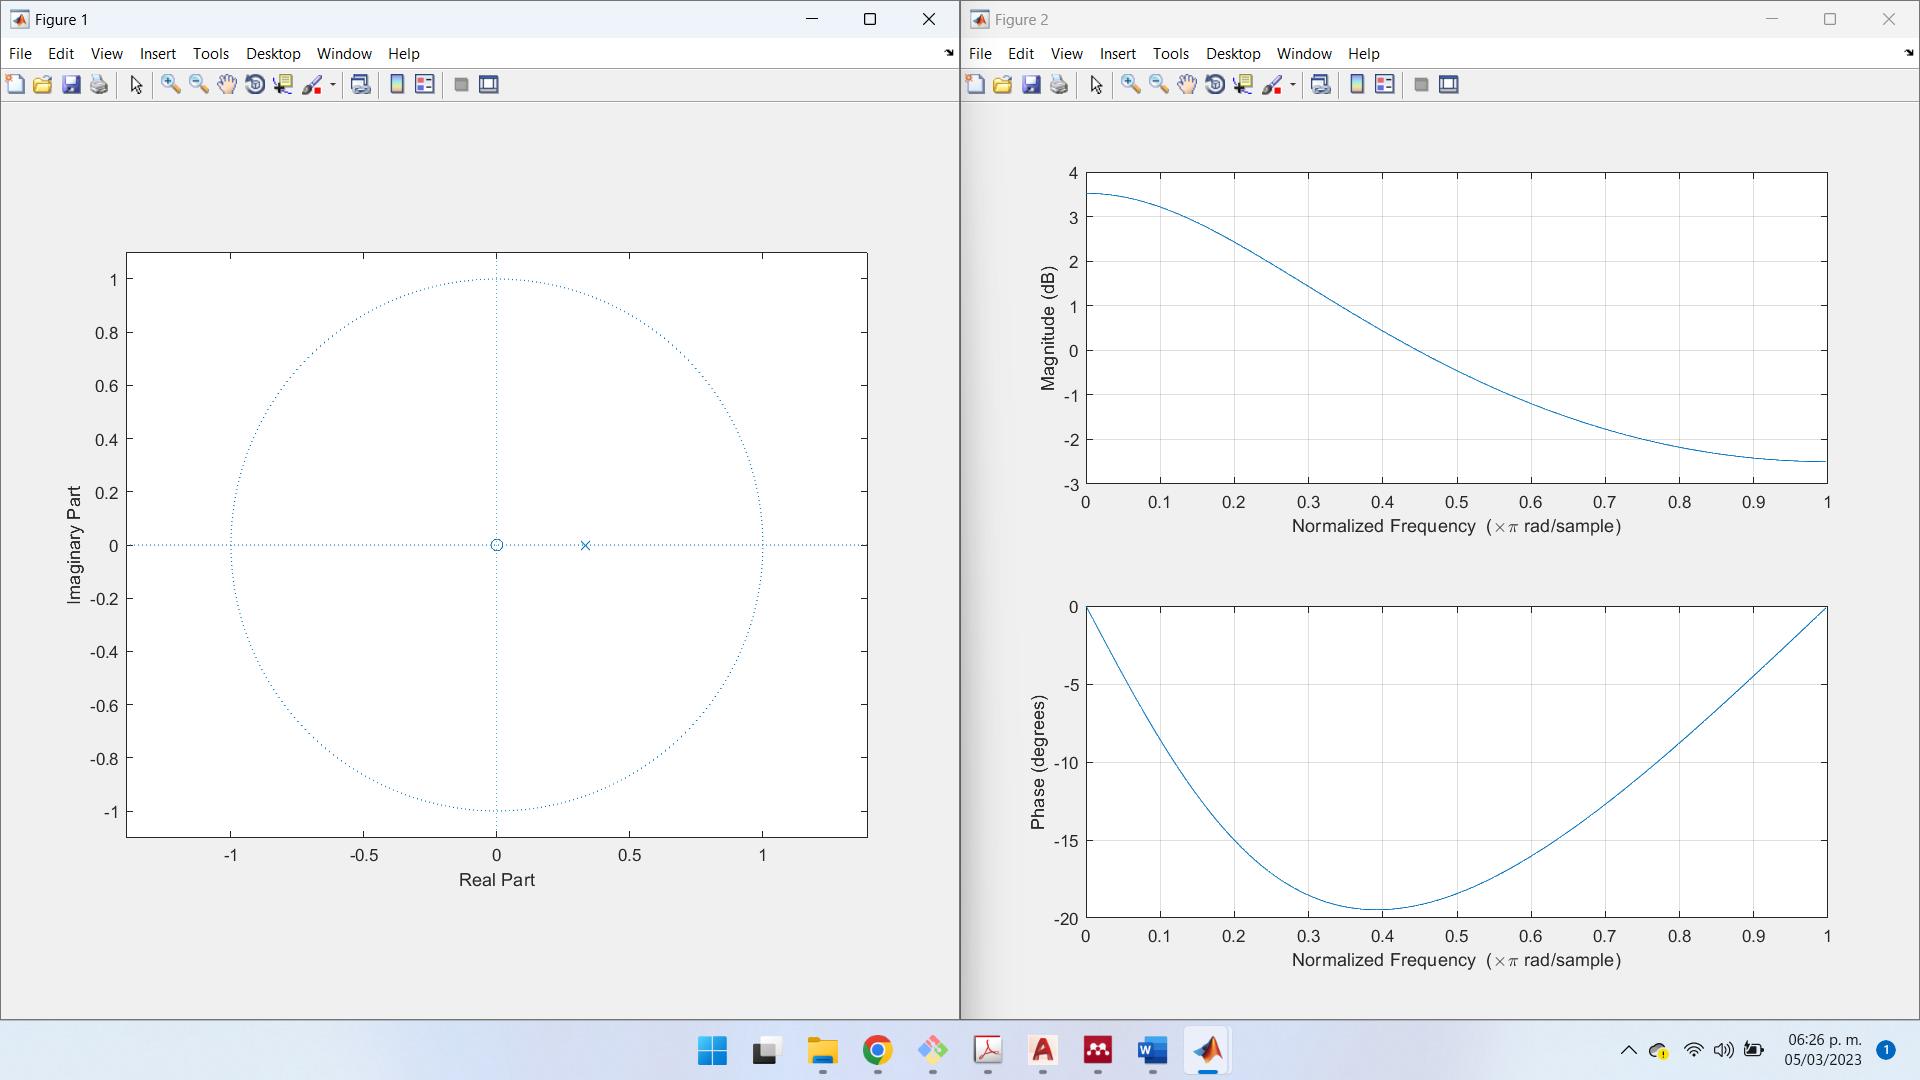 Figure 1
File Edit View Insert Tools Desktop Window Help
1
0.8
0.6
0.4
0.2
0
-0.2
-0.4
-0.6
-0.8
-1
Imaginary Part
-1 -0.5 0 0.5 1
Real Part
Figure 2
File Edit View Insert Tools Desktop Window Help
4
3
2
1
0
-1
-2
-3
Magnitude (dB)
0 0.1 0.2 0.3 0.4 0.5 0.6 0.7 0.8 0.9 1
Normalized Frequency (×π rad/sample)
0
-5
-10
-15
-20
Phase (degrees)
0 0.1 0.2 0.3 0.4 0.5 0.6 0.7 0.8 0.9 1
Normalized Frequency (×π rad/sample)
06:26 p. m.
05/03/2023
1